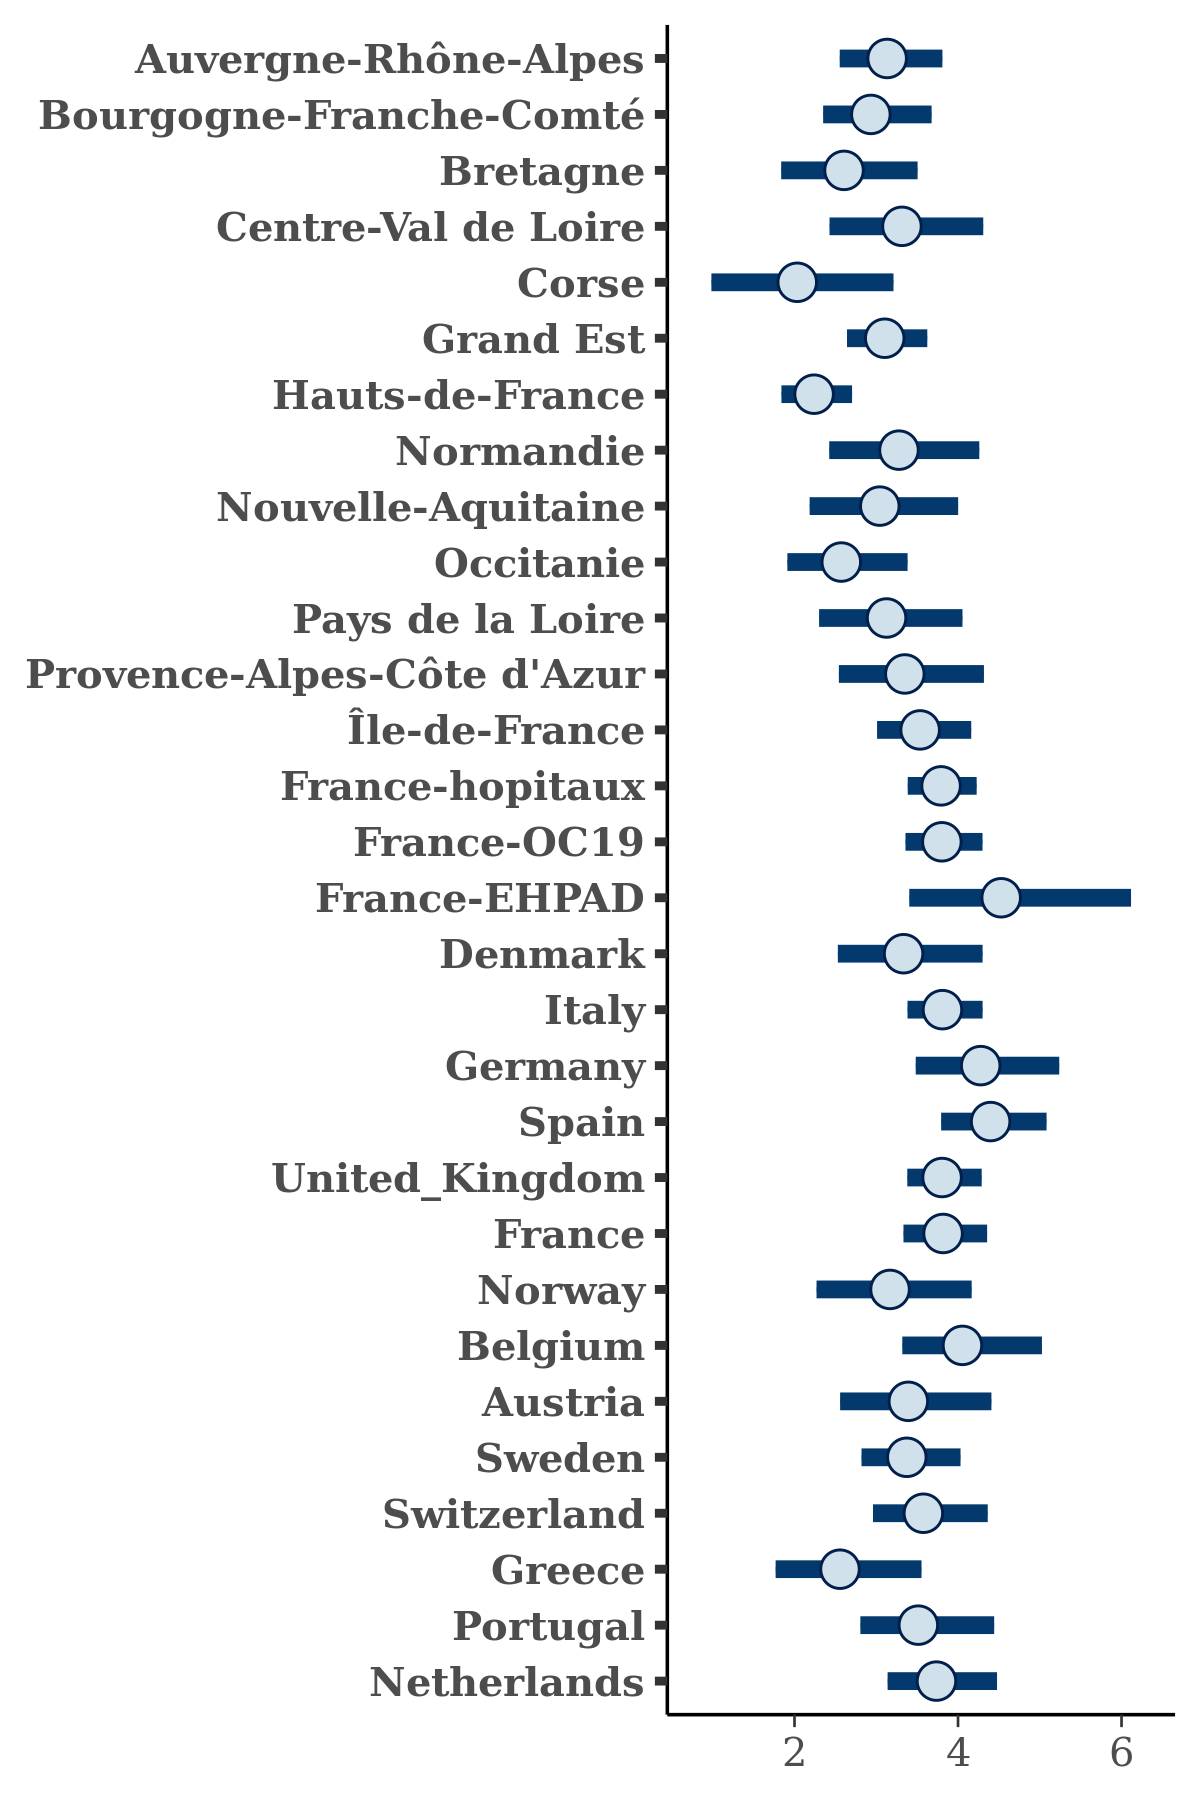 Auvergne-Rhône-Alpes
Bourgogne-Franche-Comté
Bretagne
Centre-Val de Loire
Corse
Grand Est
Hauts-de-France
Normandie
Nouvelle-Aquitaine
Occitanie
Pays de la Loire
Provence-Alpes-Côte d'Azur
Île-de-France
France-hopitaux
France-OC19
France-EHPAD
Denmark
Italy
Germany
Spain
United_Kingdom
France
Norway
Belgium
Austria
Sweden
Switzerland
Greece
Portugal
Netherlands
2 4 6